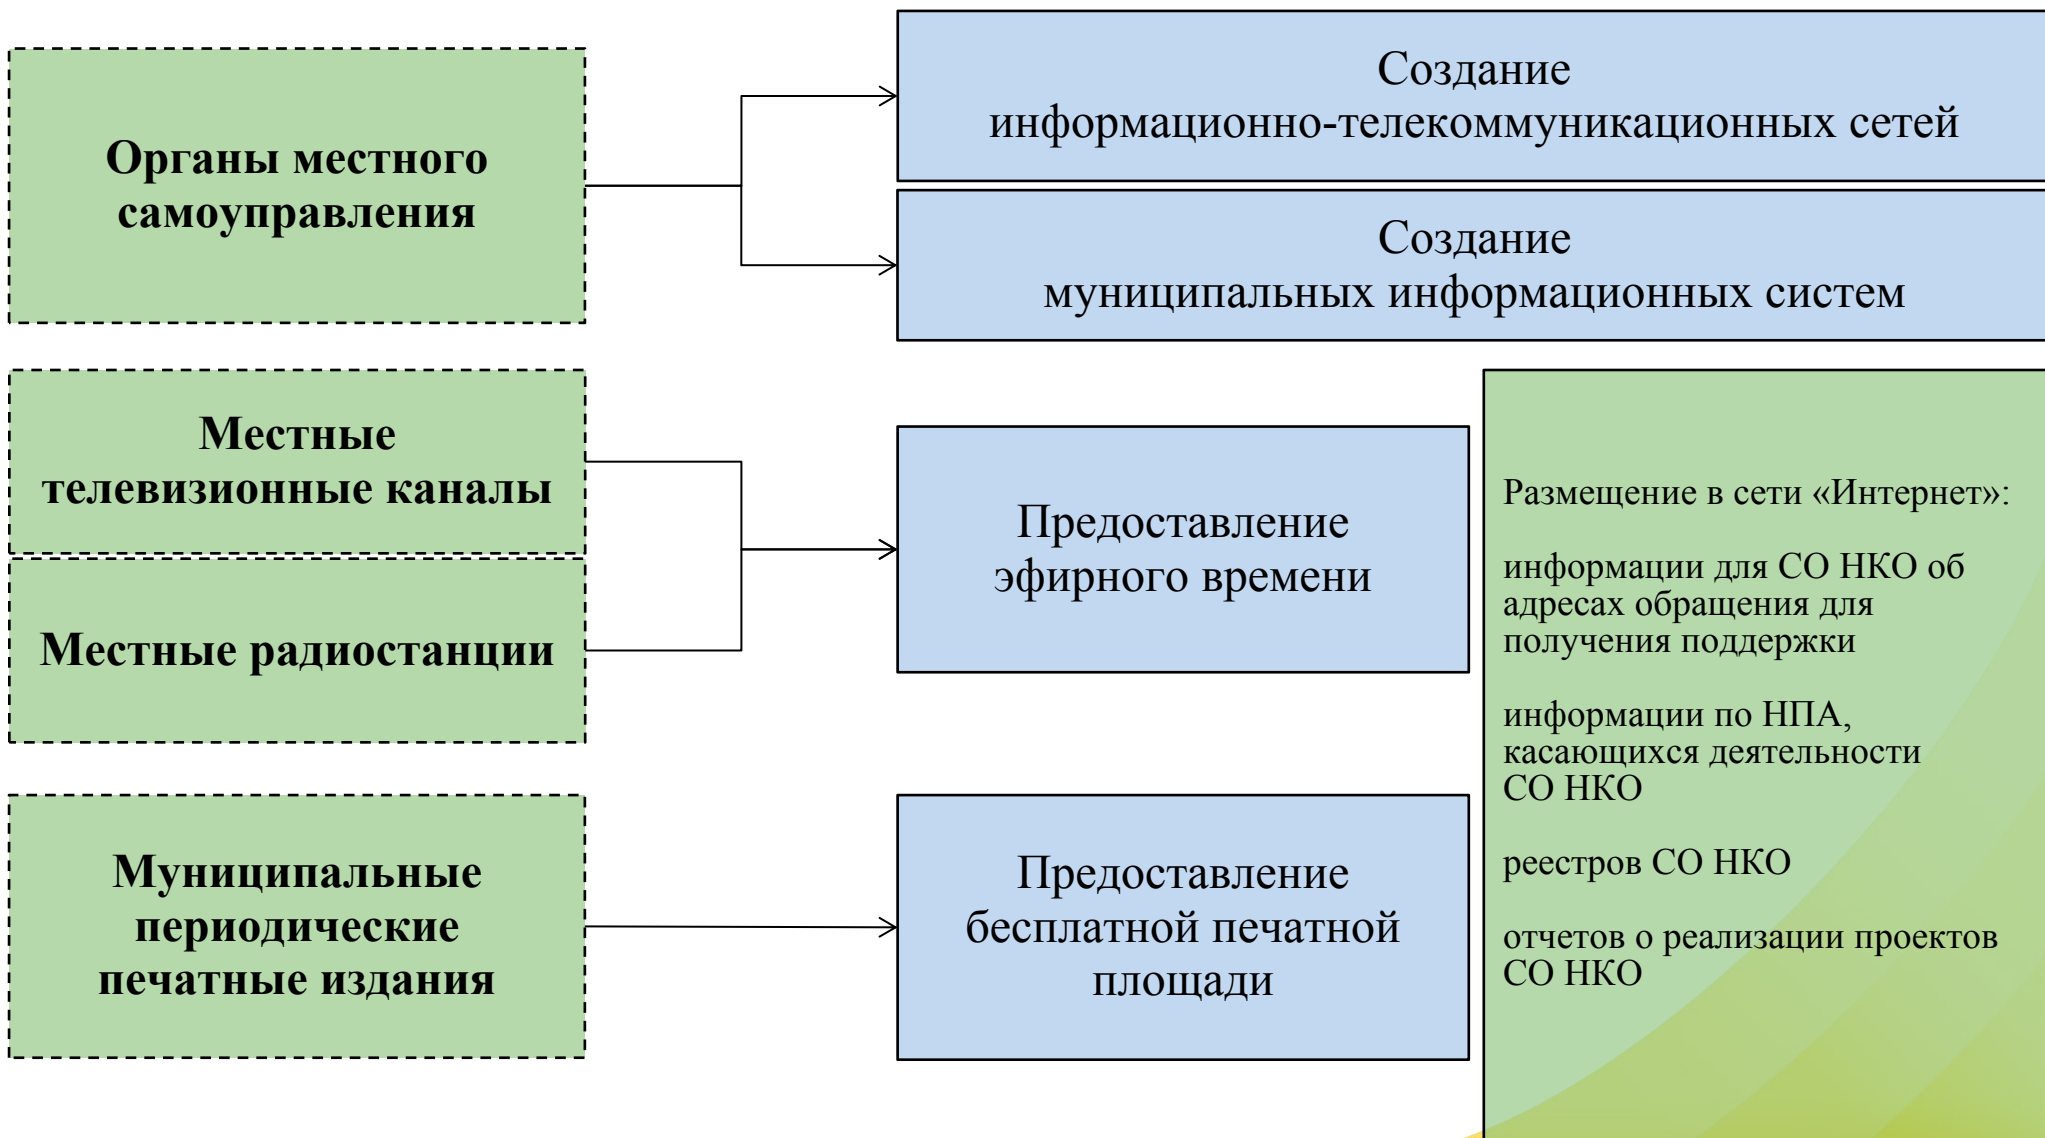 Органы местного
самоуправления
Создание
информационно-телекоммуникационных сетей
Создание
муниципальных информационных систем
Местные
телевизионные каналы
Местные радиостанции
Предоставление
эфирного времени
Муниципальные
периодические
печатные издания
Предоставление
бесплатной печатной
площади
Размещение в сети «Интернет»:
информации для СО НКО об
адресах обращения для
получения поддержки
информации по НПА,
касающихся деятельности
СО НКО
реестров СО НКО
отчетов о реализации проектов
СО НКО